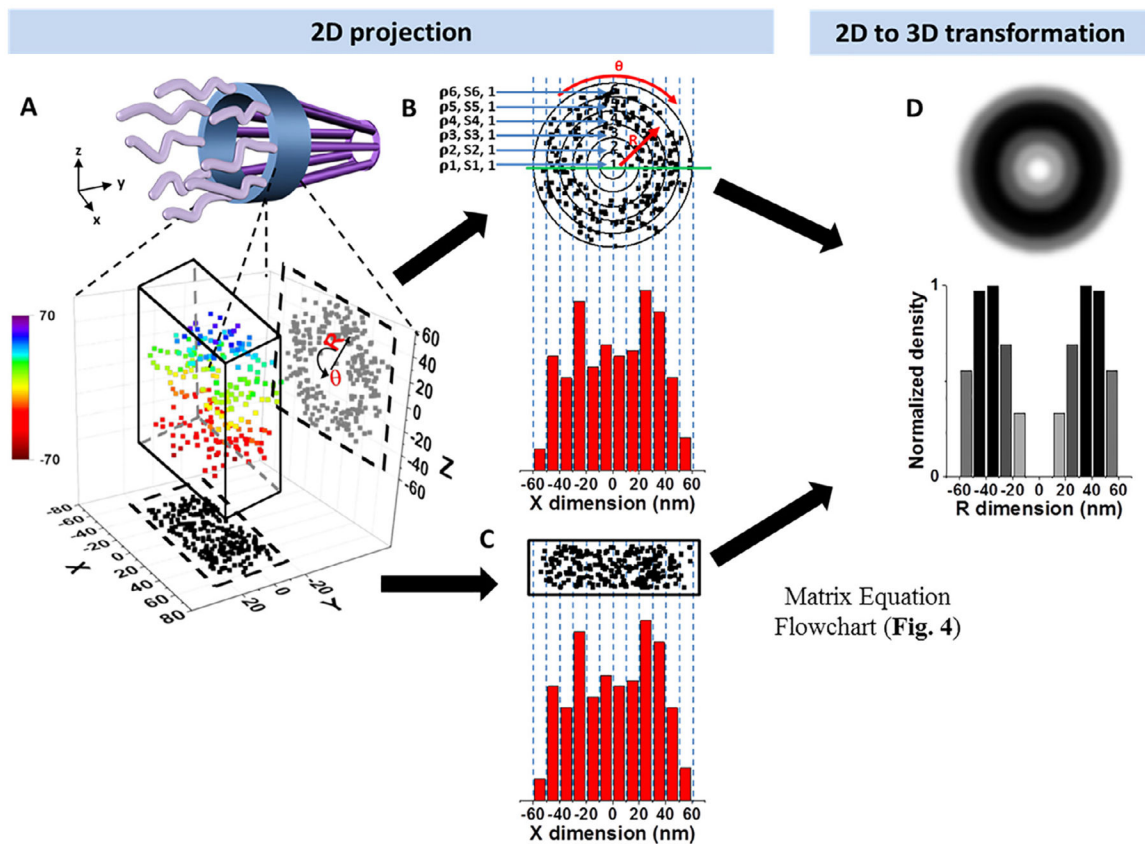 2D projection
2D to 3D transformation
A
z
y
x
70
-70
R
θ
60
40
20
0
-20
-40
-60
Z
-80
-60
-40
-20
0
20
40
60
80
X
-20
0
20
Y
B
θ
ρ6, S6, 1
ρ5, S5, 1
ρ4, S4, 1
ρ3, S3, 1
ρ2, S2, 1
ρ1, S1, 1
R
-60 -40 -20 0 20 40 60
X dimension (nm)
C
-60 -40 -20 0 20 40 60
X dimension (nm)
D
1
0
Normalized density
-60 -40 -20 0 20 40 60
R dimension (nm)
Matrix Equation
Flowchart (Fig. 4)